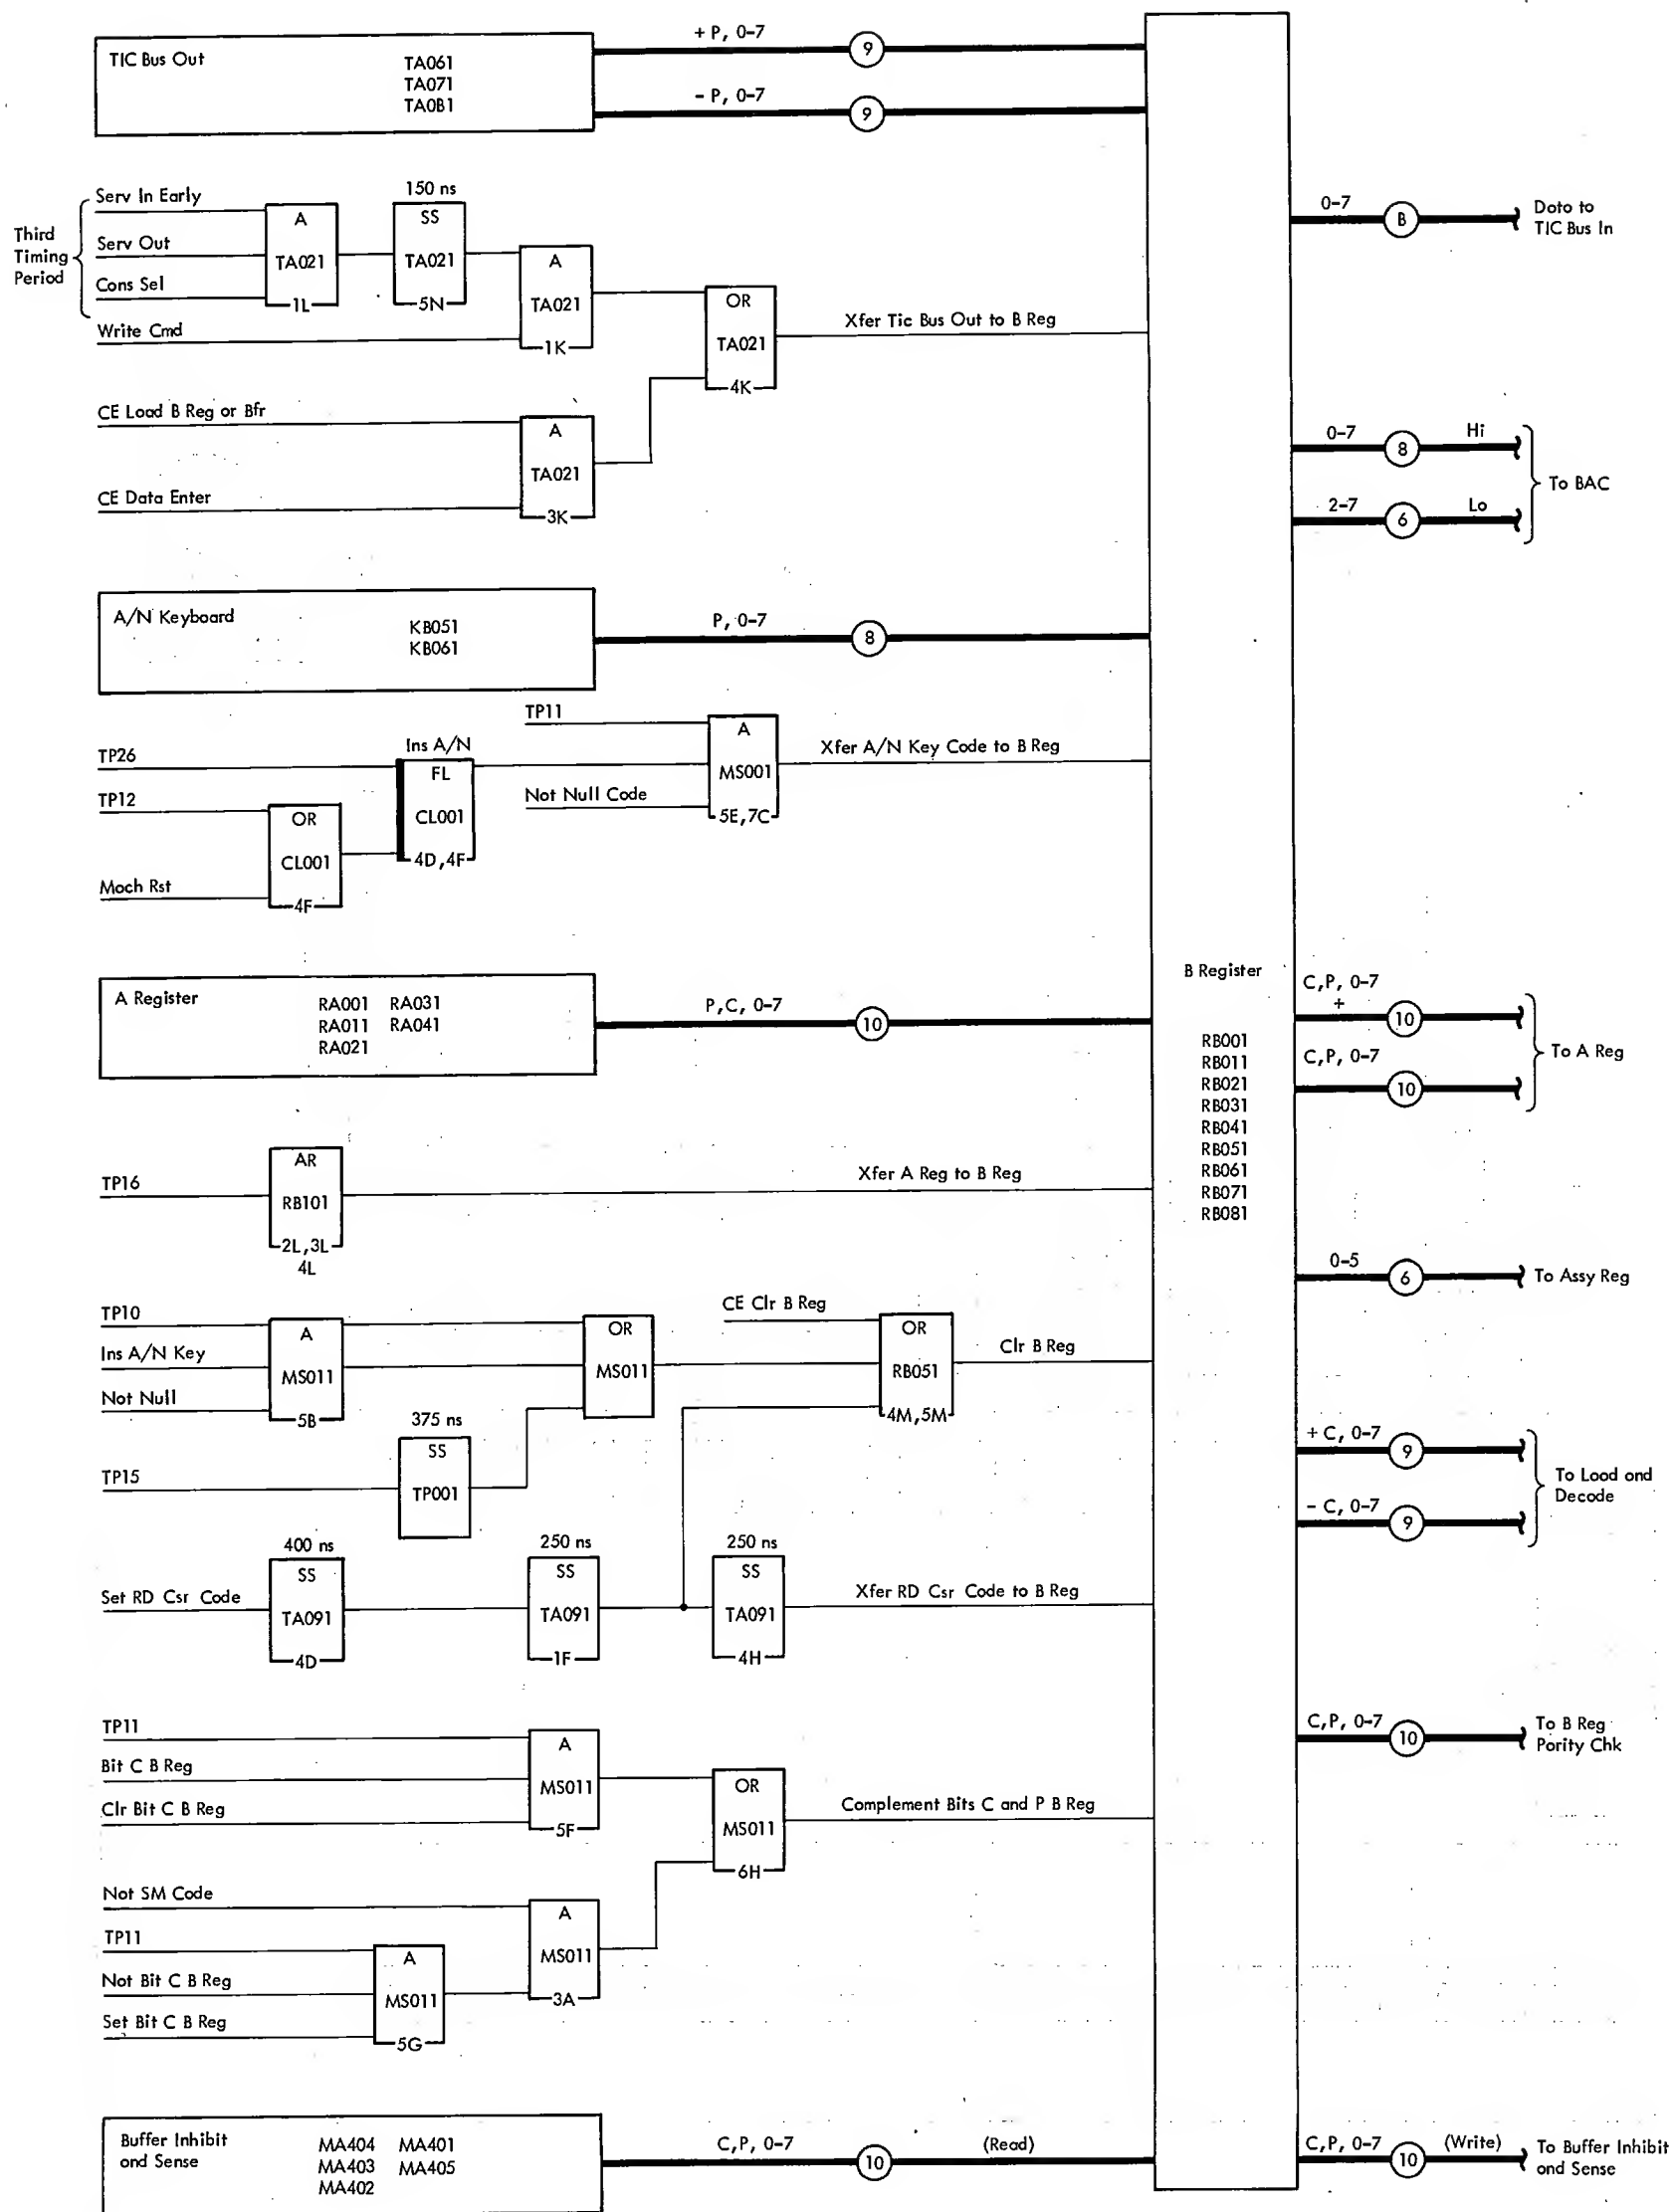 TIC Bus Out
TA061
TA071
TA0B1
+ P, 0-7
9
- P, 0-7
9
Third
Timing
Period
Serv In Early
Serv Out
Cons Sel
Write Cmd
A
TA021
1L
150 ns
SS
TA021
5N
A
TA021
1K
OR
TA021
4K
Xfer Tic Bus Out to B Reg
CE Load B Reg or Bfr
CE Data Enter
A
TA021
3K
A/N Keyboard
KB051
KB061
P, 0-7
8
TP11
TP26
TP12
Moch Rst
OR
CL001
4F
Ins A/N
FL
CL001
4D,4F
Not Null Code
A
MS001
5E,7C
Xfer A/N Key Code to B Reg
A Register
RA001 RA031
RA011 RA041
RA021
P,C, 0-7
10
TP16
AR
RB101
2L,3L
4L
Xfer A Reg to B Reg
TP10
Ins A/N Key
Not Null
A
MS011
5B
TP15
375 ns
SS
TP001
OR
MS011
CE Clr B Reg
OR
RB051
4M,5M
Clr B Reg
Set RD Csr Code
400 ns
SS
TA091
4D
250 ns
SS
TA091
1F
250 ns
SS
TA091
4H
Xfer RD Csr Code to B Reg
TP11
Bit C B Reg
Clr Bit C B Reg
A
MS011
5F
OR
MS011
6H
Complement Bits C and P B Reg
Not SM Code
TP11
Not Bit C B Reg
Set Bit C B Reg
A
MS011
5G
A
MS011
3A
Buffer Inhibit
ond Sense
MA404 MA401
MA403 MA405
MA402
C,P, 0-7
10
(Read)
B Register
RB001
RB011
RB021
RB031
RB041
RB051
RB061
RB071
RB081
0-7
B
Doto to
TIC Bus In
0-7
8
Hi
2-7
6
Lo
To BAC
C,P, 0-7
+
10
C,P, 0-7
10
To A Reg
0-5
6
To Assy Reg
+ C, 0-7
9
- C, 0-7
9
To Lood ond
Decode
C,P, 0-7
10
To B Reg
Pority Chk
C,P, 0-7
10
(Write)
To Buffer Inhibit
ond Sense